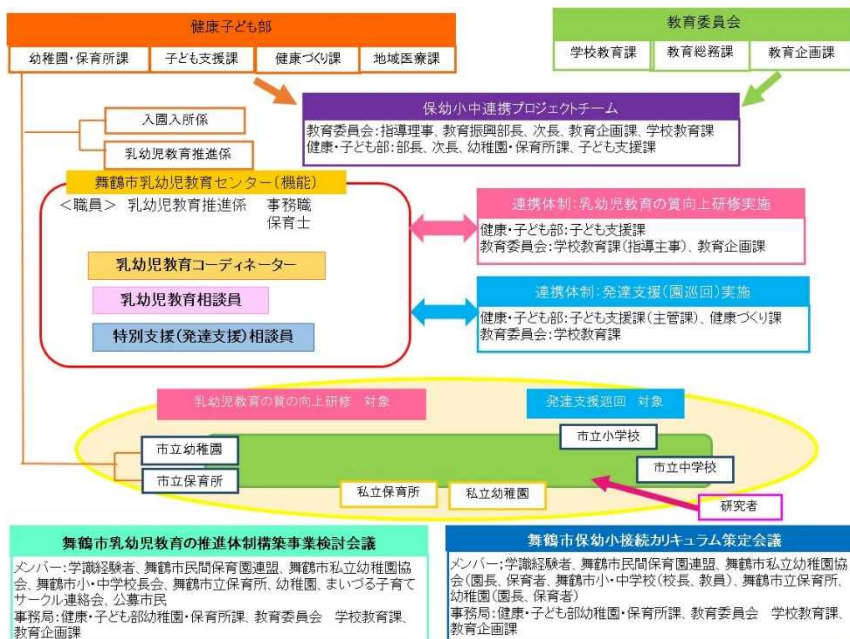 健康子ども部
幼稚園・保育所課
子ども支援課
健康づくり課
地域医療課
教育委員会
学校教育課
教育総務課
教育企画課
保幼小中連携プロジェクトチーム
教育委員会:指導理事、教育振興部長、次長、教育企画課、学校教育課
健康・子ども部:部長、次長、幼稚園・保育所課、子ども支援課
入園入所係
乳幼児教育推進係
舞鶴市乳幼児教育センター(機能)
<職員> 乳幼児教育推進係 事務職
保育士
乳幼児教育コーディネーター
乳幼児教育相談員
特別支援(発達支援)相談員
連携体制:乳幼児教育の質向上研修実施
健康・子ども部:子ども支援課
教育委員会:学校教育課(指導主事)、教育企画課
連携体制:発達支援(園巡回)実施
健康・子ども部:子ども支援課(主管課)、健康づくり課
教育委員会:学校教育課
乳幼児教育の質の向上研修 対象
発達支援巡回 対象
市立幼稚園
市立保育所
私立保育所
私立幼稚園
市立小学校
市立中学校
研究者
舞鶴市乳幼児教育の推進体制構築事業検討会議
メンバー:学識経験者、舞鶴市民間保育園連盟、舞鶴市私立幼稚園協
会、舞鶴市小・中学校長会、舞鶴市立保育所、幼稚園、まいづる子育て
サークル連絡会、公募市民
事務局:健康・子ども部幼稚園・保育所課、教育委員会 学校教育課、
教育企画課
舞鶴市保幼小接続カリキュラム策定会議
メンバー;学識経験者、舞鶴市民間保育園連盟、舞鶴市私立幼稚園協
会(園長、保育者、舞鶴市小・中学校(校長、教員)、舞鶴市立保育所、
幼稚園(園長、保育者)
事務局:健康・子ども部幼稚園・保育所課、教育委員会 学校教育課、
教育企画課